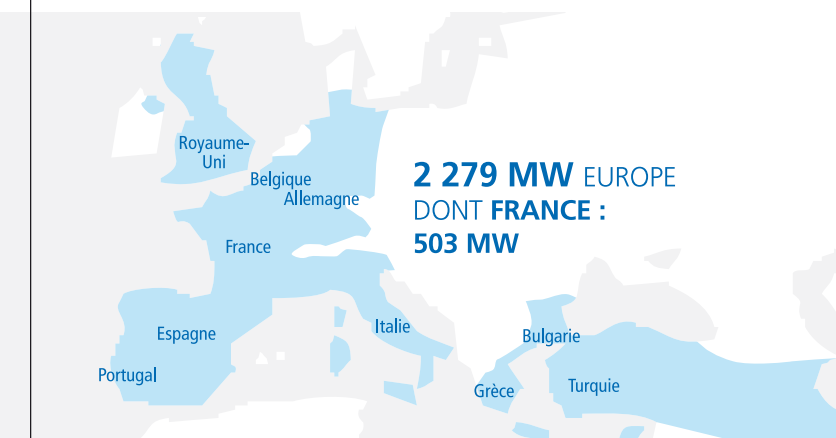 Royaume-
Uni
Belgique
Allemagne
2 279 MW EUROPE
DONT FRANCE :
503 MW
France
Espagne
Italie
Bulgarie
Portugal
Grèce
Turquie